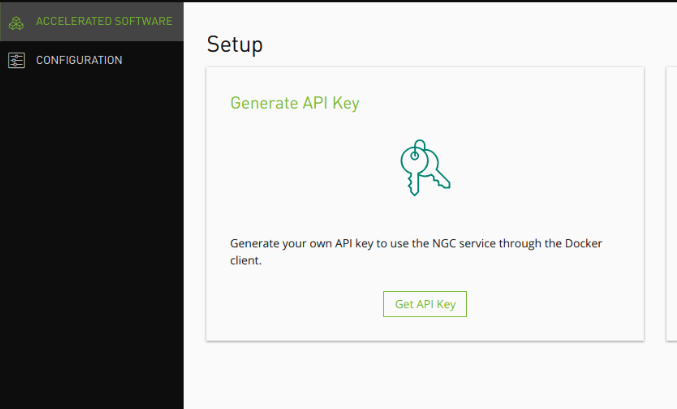 ACCELERATED SOFTWARE
CONFIGURATION
Setup
Generate API Key
Generate your own API key to use the NGC service through the Docker
client.
Get API Key